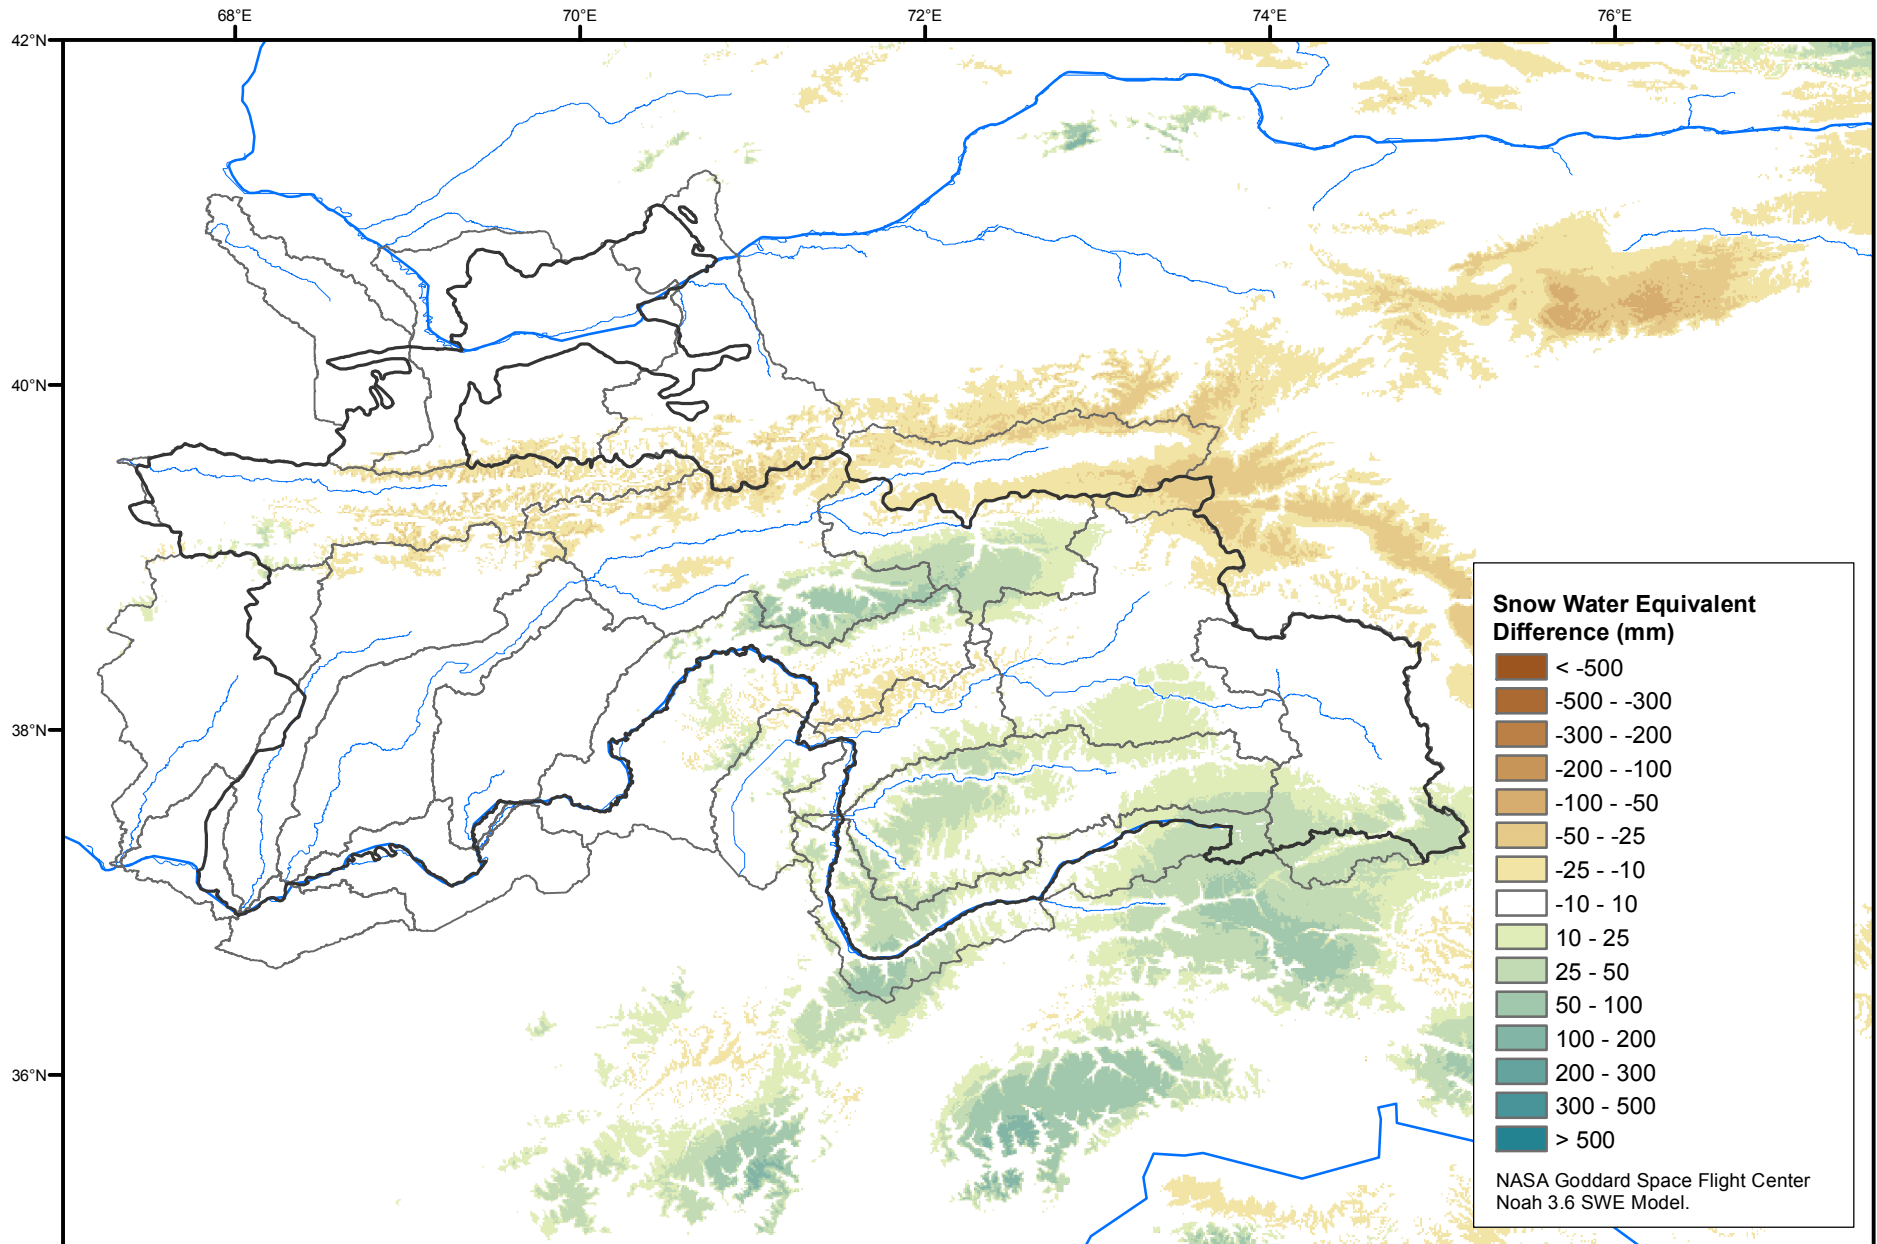 68°E
70°E
72°E
74°E
76°E
42°N
40°N
38°N
36°N
Snow Water Equivalent
Difference (mm)
< -500
-500 - -300
-300 - -200
-200 - -100
-100 - -50
-50 - -25
-25 - -10
-10 - 10
10 - 25
25 - 50
50 - 100
100 - 200
200 - 300
300 - 500
> 500
NASA Goddard Space Flight Center
Noah 3.6 SWE Model.